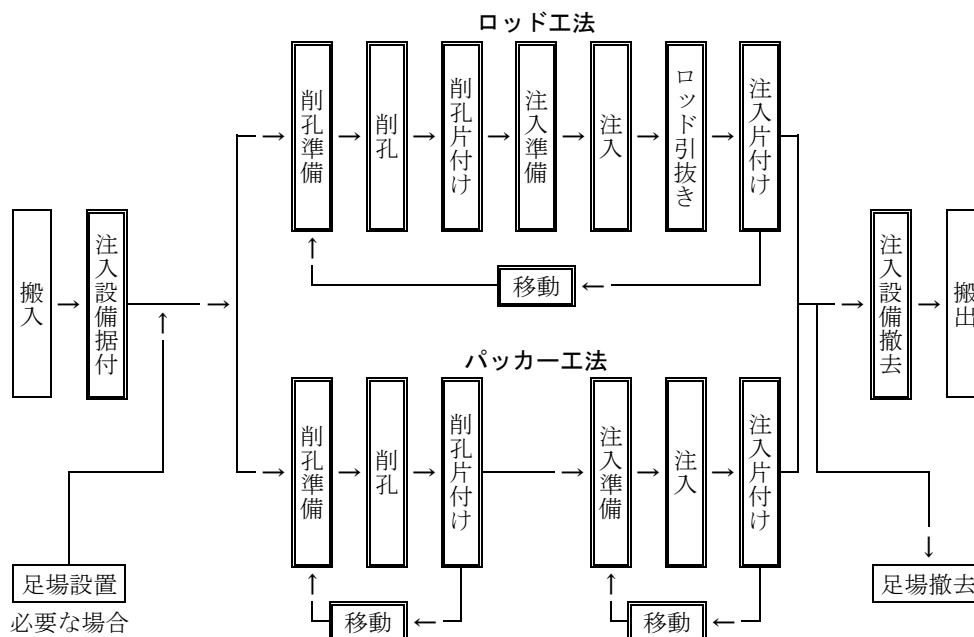 ロッド工法
削孔準備
削孔
削孔片付け
注入準備
注入
ロッド引抜き
注入片付け
移動
搬入
注入設備据付
注入設備撤去
搬出
パッカー工法
削孔準備
削孔
削孔片付け
注入準備
注入
注入片付け
移動
移動
足場設置
必要な場合
足場撤去